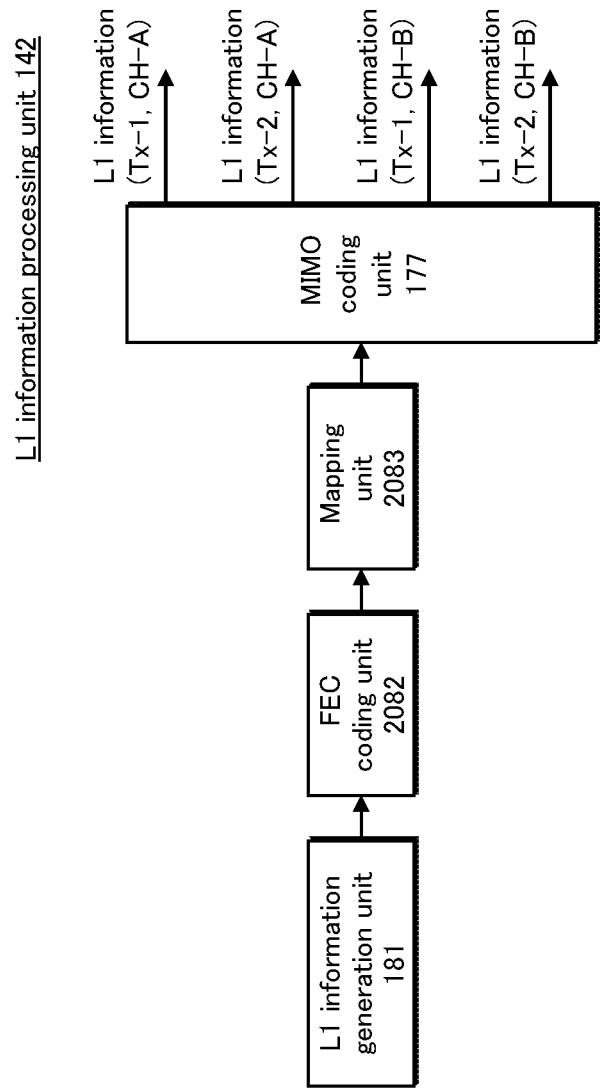 L1 information processing unit 142
L1 information
generation unit
181
FEC
coding unit
2082
Mapping
unit
2083
MIMO
coding
unit
177
L1 information
(Tx-1, CH-A)
L1 information
(Tx-2, CH-A)
L1 information
(Tx-1, CH-B)
L1 information
(Tx-2, CH-B)